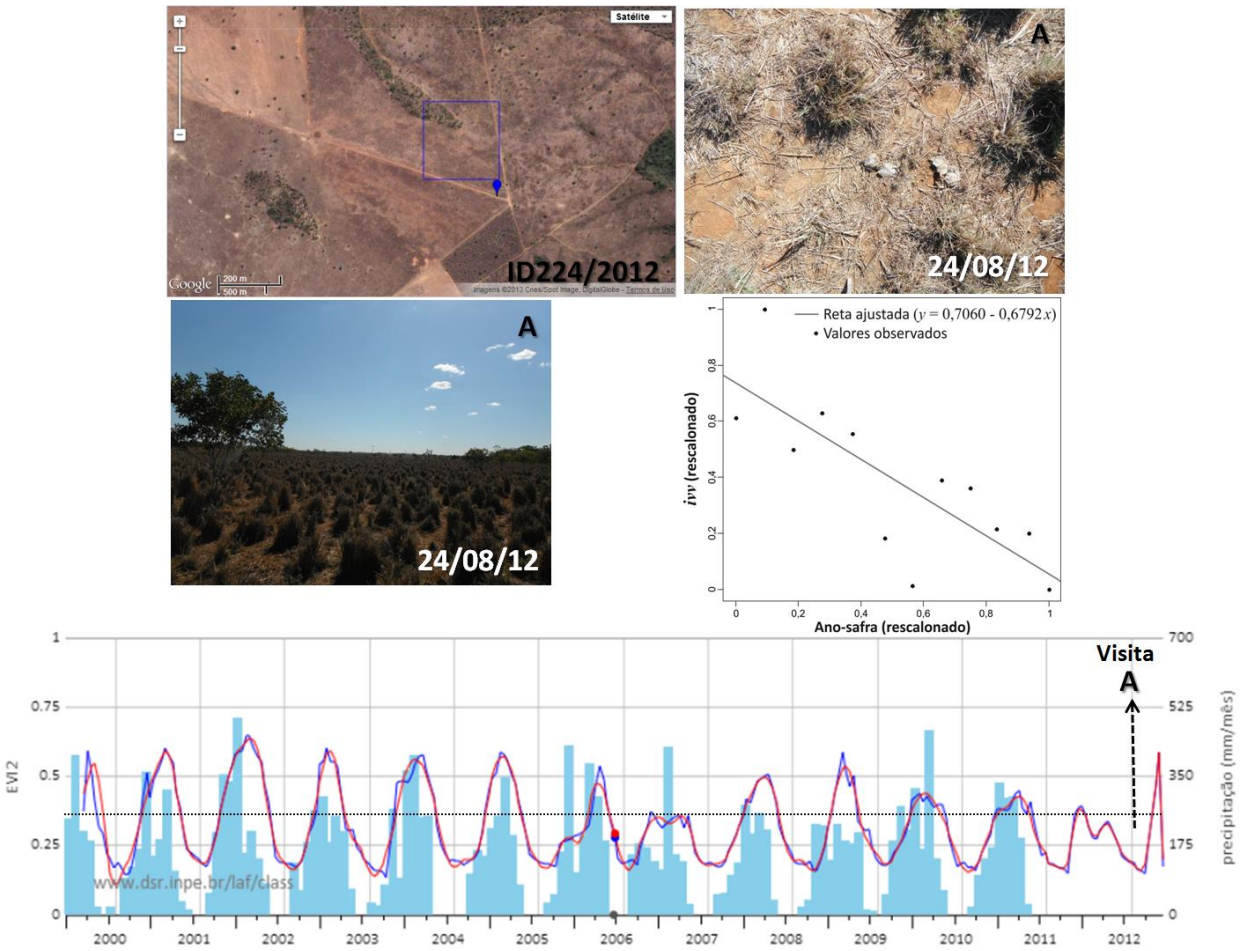 Satélite
Google
200 m
500 m
ID224/2012
Imagens ©2013 Cnes/Spot Image, DigitalGlobe - Termos de Uso
A
24/08/12
A
24/08/12
Reta ajustada (y = 0,7060 - 0,6792x)
Valores observados
ivv (rescalonado)
1
0,8
0,6
0,4
0,2
0
0 0,2 0,4 0,6 0,8 1
Ano-safra (rescalonado)
Visita
A
EVI2
1
0.75
0.5
0.25
0
700
525
350
175
0
precipitação (mm/mês)
www.dsr.inpe.br/laf/class
2000 2001 2002 2003 2004 2005 2006 2007 2008 2009 2010 2011 2012